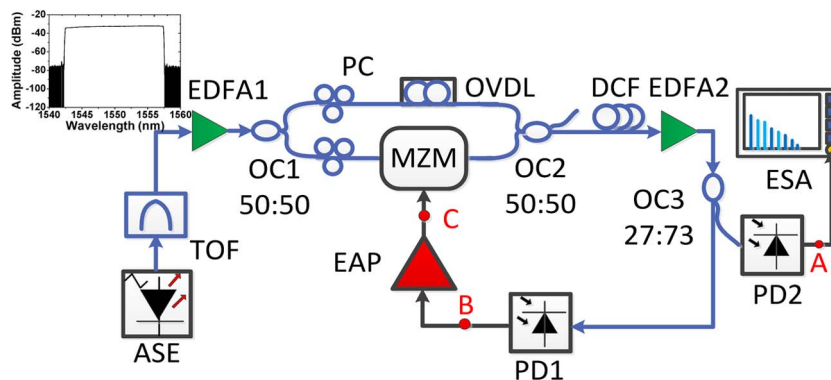 Amplitude (dBm)
-20
-40
-60
-80
-100
-120
1540 1545 1550 1555 1560
Wavelength (nm)
EDFA1
PC
OVDL
DCF EDFA2
OC1
50:50
MZM
OC2
50:50
OC3
27:73
ESA
TOF
C
EAP
B
A
PD2
ASE
PD1